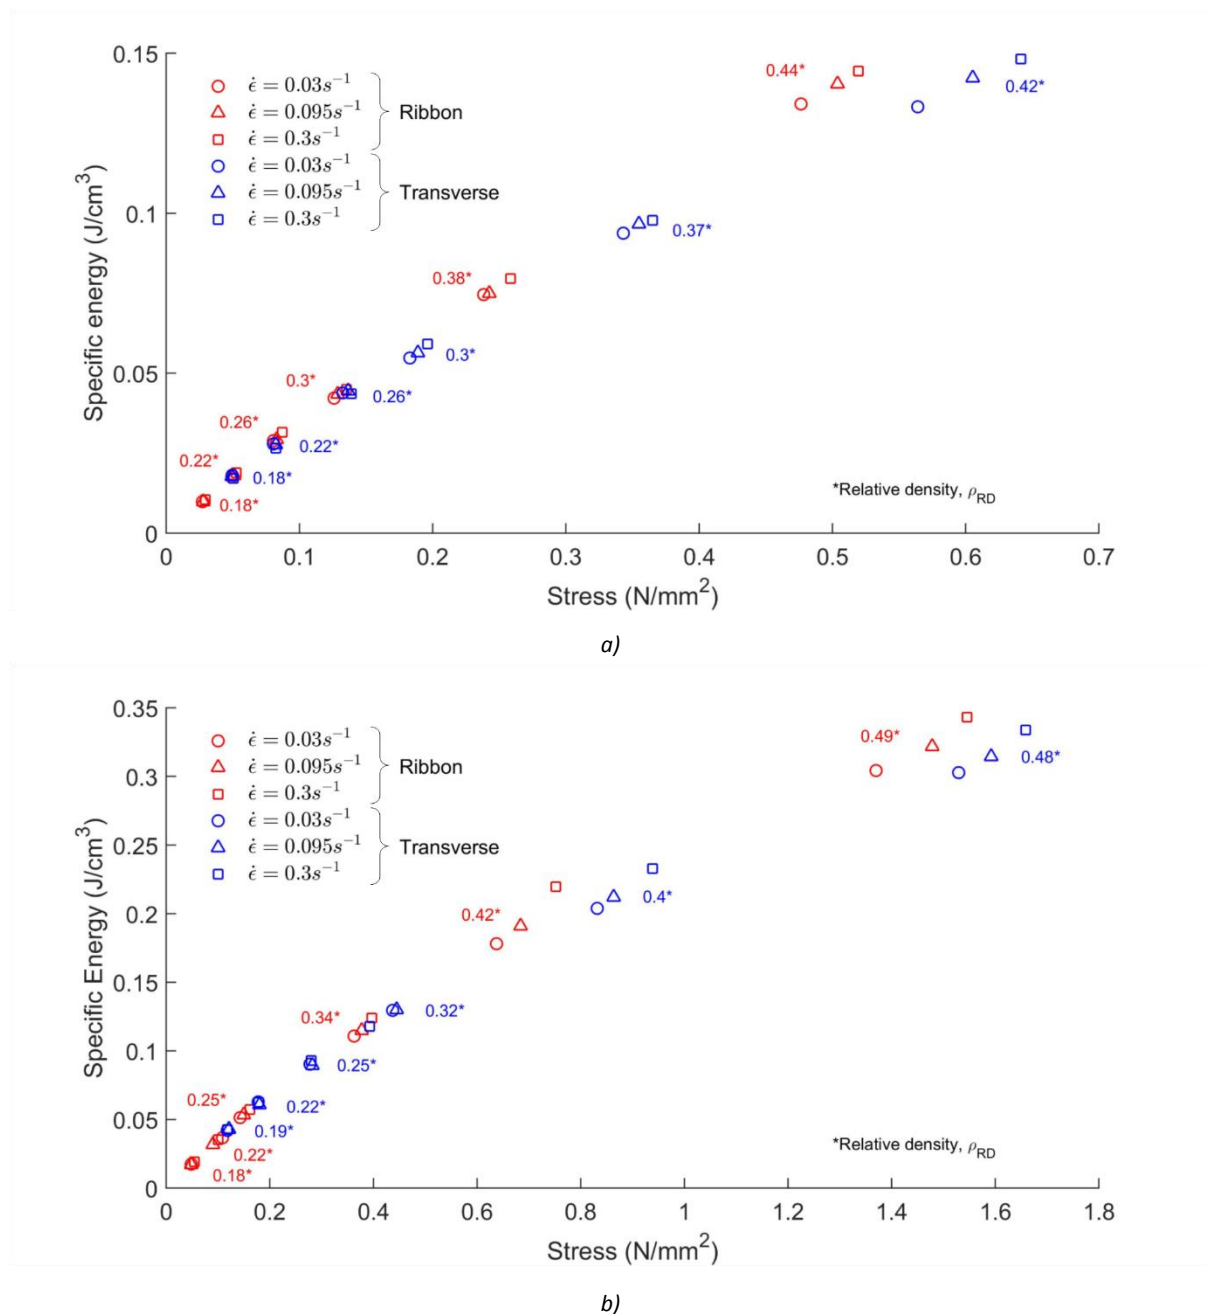 0.15
0.44*
0.42*
ϵ̇ = 0.03s⁻¹
ϵ̇ = 0.095s⁻¹
Ribbon
ϵ̇ = 0.3s⁻¹
ϵ̇ = 0.03s⁻¹
ϵ̇ = 0.095s⁻¹
Transverse
ϵ̇ = 0.3s⁻¹
Specific energy (J/cm³)
0.1
0.37*
0.38*
0.3*
0.05
0.3*
0.26*
0.26*
0.22*
0.22*
0.18*
0.18*
*Relative density, ρRD
0
0 0.1 0.2 0.3 0.4 0.5 0.6 0.7
Stress (N/mm²)
a)
0.35
0.49*
0.48*
ϵ̇ = 0.03s⁻¹
ϵ̇ = 0.095s⁻¹
Ribbon
ϵ̇ = 0.3s⁻¹
ϵ̇ = 0.03s⁻¹
ϵ̇ = 0.095s⁻¹
Transverse
ϵ̇ = 0.3s⁻¹
Specific Energy (J/cm³)
0.3
0.25
0.2
0.42*
0.4*
0.15
0.34*
0.32*
0.1
0.25*
0.25*
0.22*
0.05
0.19*
0.22*
0.18*
*Relative density, ρRD
0
0 0.2 0.4 0.6 0.8 1 1.2 1.4 1.6 1.8
Stress (N/mm²)
b)